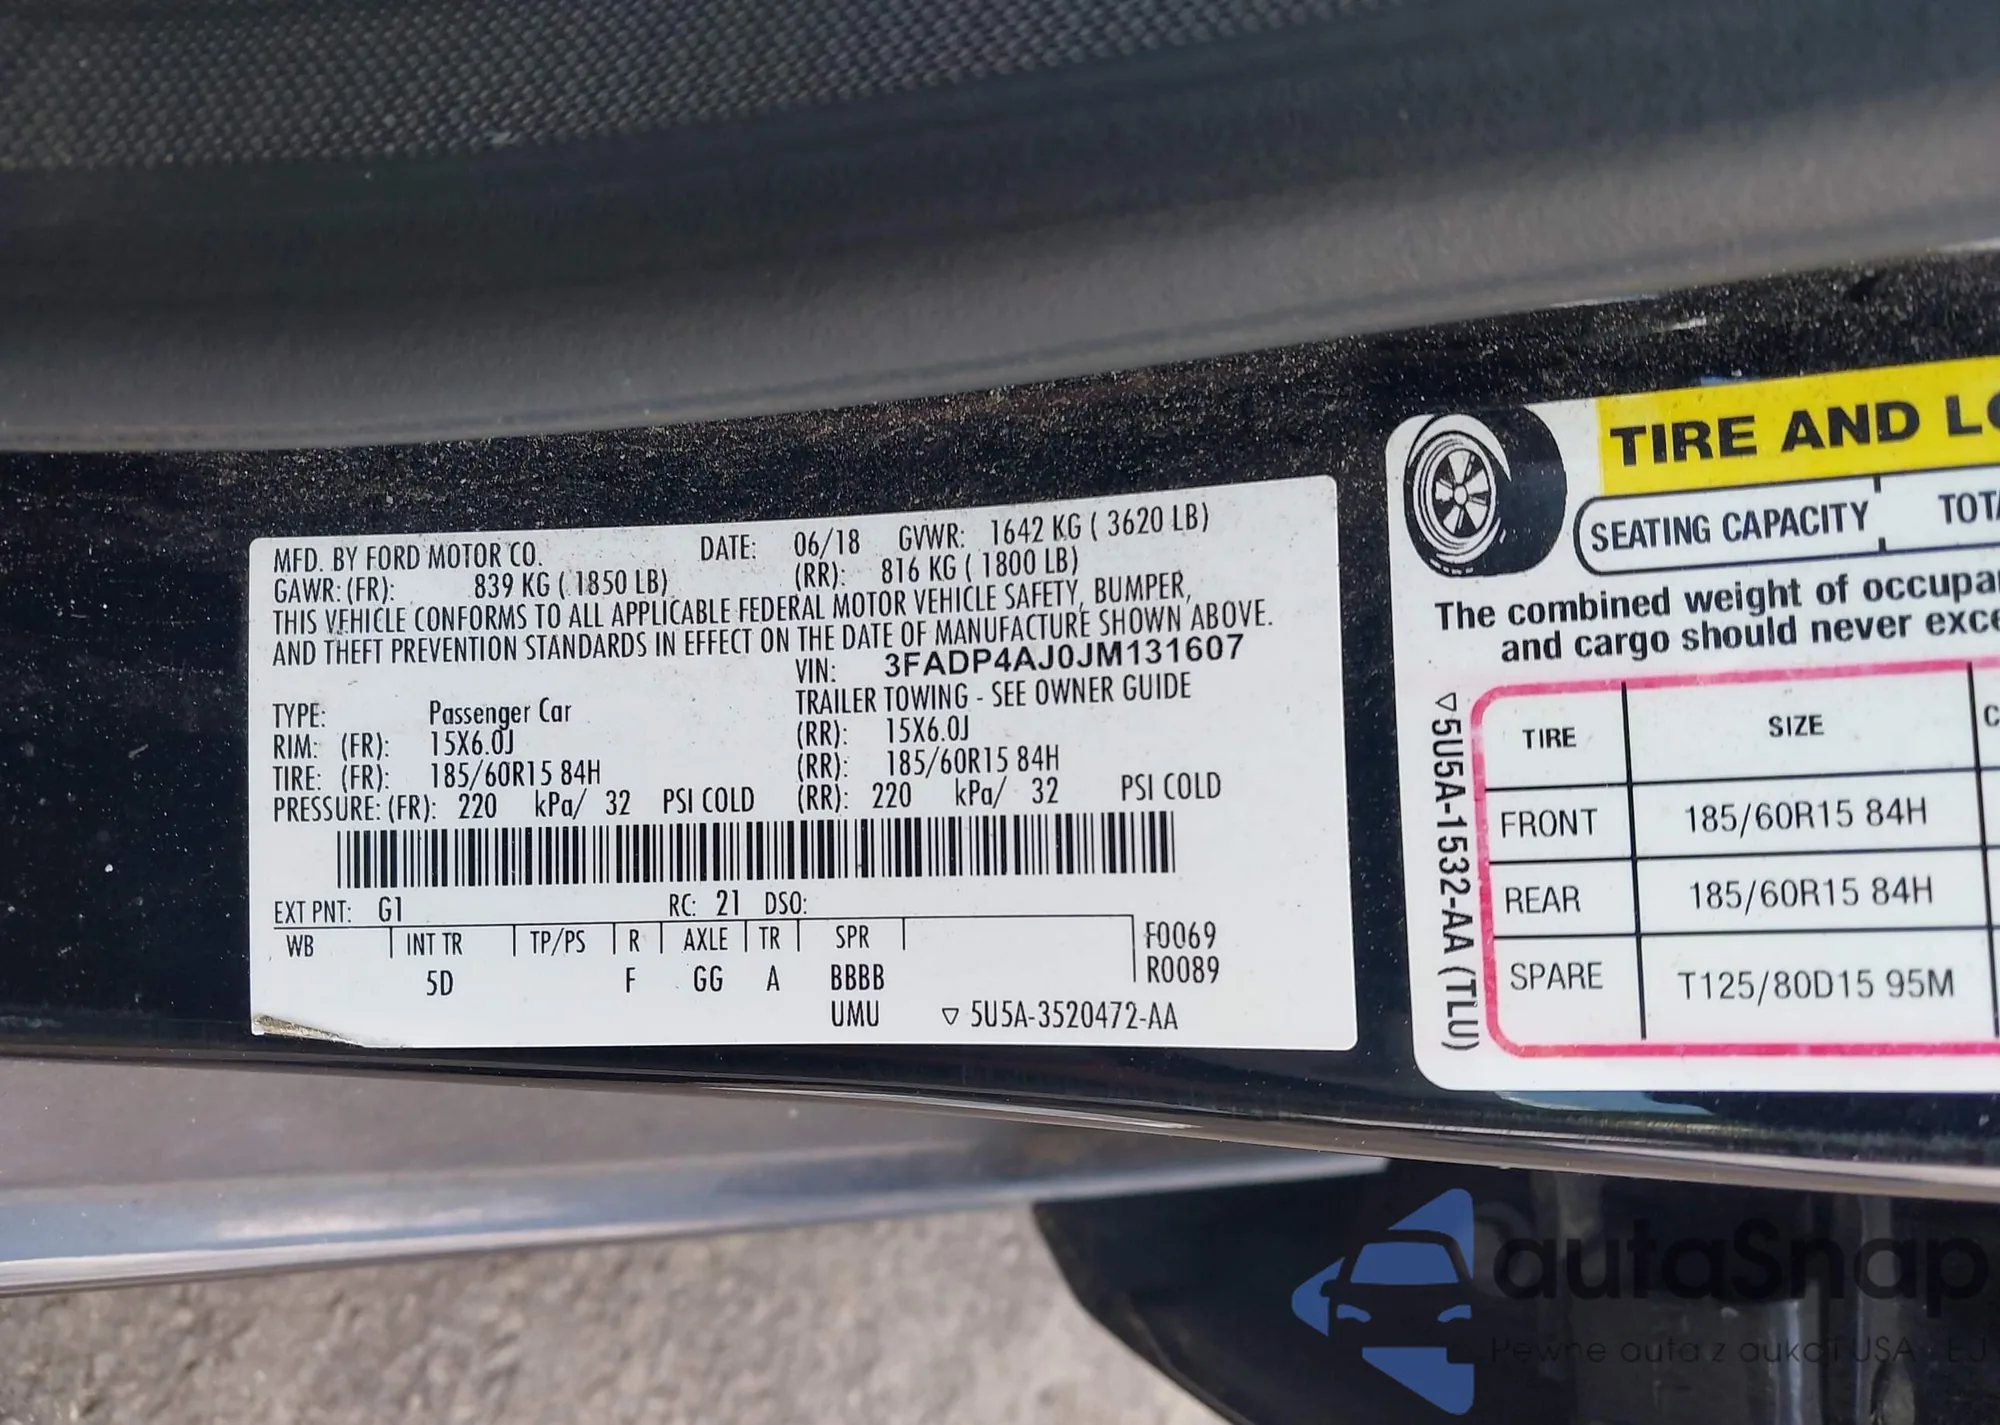 MFD. BY FORD MOTOR CO. DATE: 06/18 GVWR: 1642 KG ( 3620 LB)
GAWR: (FR): 839 KG ( 1850 LB) (RR): 816 KG ( 1800 LB)
THIS VEHICLE CONFORMS TO ALL APPLICABLE FEDERAL MOTOR VEHICLE SAFETY, BUMPER,
AND THEFT PREVENTION STANDARDS IN EFFECT ON THE DATE OF MANUFACTURE SHOWN ABOVE.
VIN: 3FADP4AJ0JM131607
TYPE: Passenger Car TRAILER TOWING - SEE OWNER GUIDE
RIM: (FR): 15X6.0J (RR): 15X6.0J
TIRE: (FR): 185/60R15 84H (RR): 185/60R15 84H
PRESSURE: (FR): 220 kPa/ 32 PSI COLD (RR): 220 kPa/ 32 PSI COLD
EXT PNT: G1 RC: 21 DSO:
WB INT TR TP/PS R AXLE TR SPR F0069
5D F GG A BBBB R0089
UMU ▽ 5U5A-3520472-AA
TIRE AND LO
SEATING CAPACITY TOTA
The combined weight of occupa
and cargo should never exce
▽5U5A-1532-AA (TLU)
TIRE SIZE C
FRONT 185/60R15 84H
REAR 185/60R15 84H
SPARE T125/80D15 95M
autaSnap
Pewne auta z aukcji USA · EJ